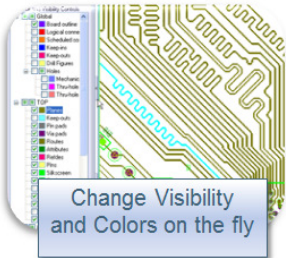 Visibility Controls
Global
Board outline
Logical conne
Scheduled co
Keep-ins
Keep-outs
Drill Figures
Holes
Mechanic
Thru-hole
Thru-hole
TOP
Planes
Keep-outs
Pin pads
Via pads
Routes
Attributes
RefDes
Pins
Silkscreen
Change Visibility
and Colors on the fly